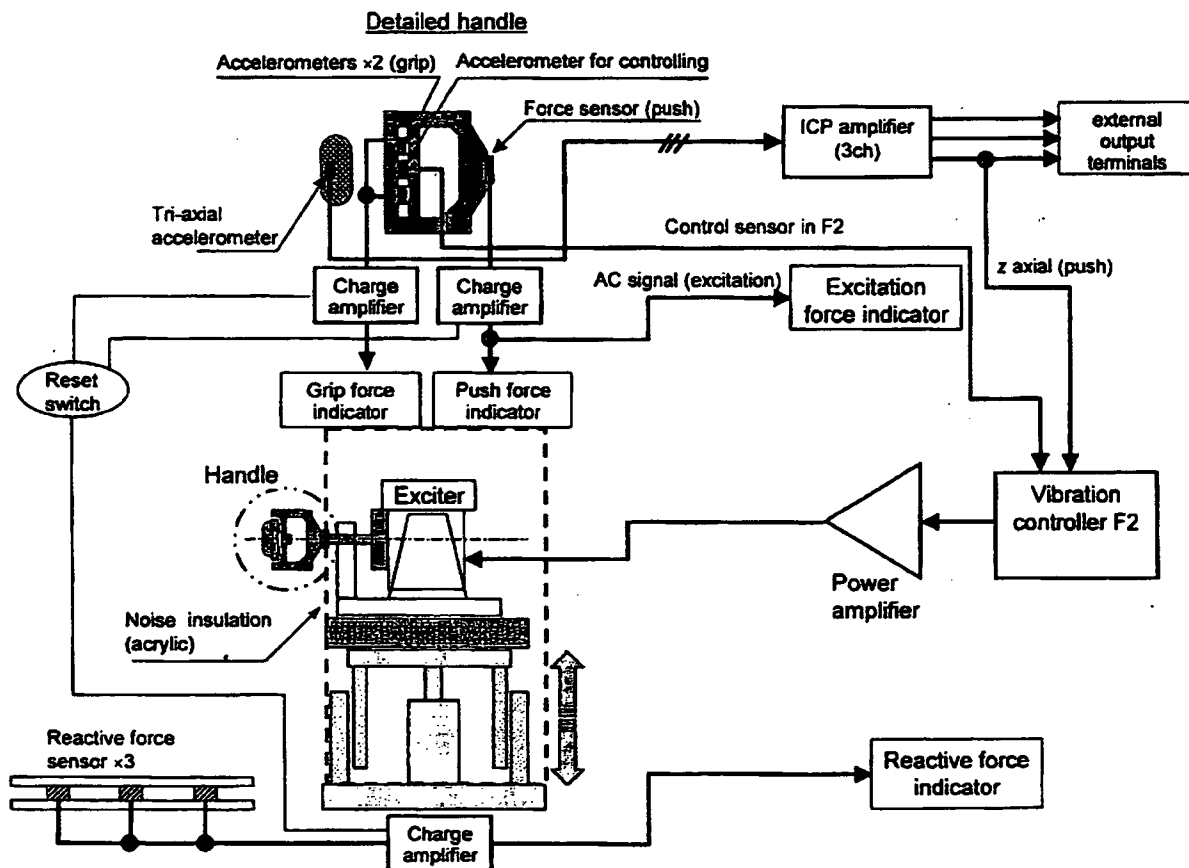 Detailed handle
Accelerometers ×2 (grip)
Accelerometer for controlling
Force sensor (push)
ICP amplifier
(3ch)
external
output
terminals
Tri-axial
accelerometer
Control sensor in F2
z axial (push)
Charge
amplifier
Charge
amplifier
AC signal (excitation)
Excitation
force indicator
Reset
switch
Grip force
indicator
Push force
indicator
Handle
Exciter
Vibration
controller F2
Power
amplifier
Noise insulation
(acrylic)
Reactive force
sensor ×3
Reactive force
indicator
Charge
amplifier